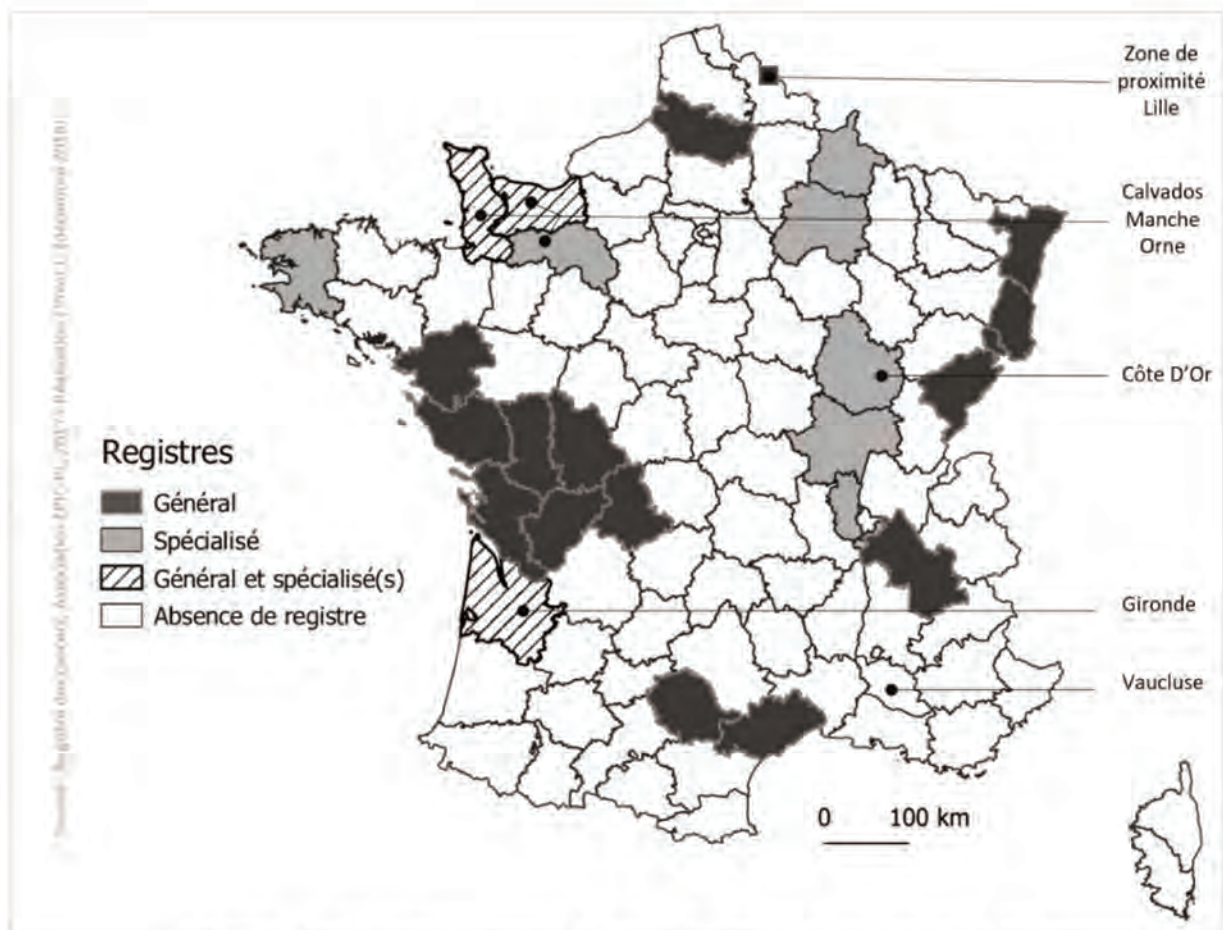 Zone de
proximité
Lille
Calvados
Manche
Orne
Côte D'Or
Registres
Général
Spécialisé
Général et spécialisé(s)
Absence de registre
Gironde
Vaucluse
0 100 km